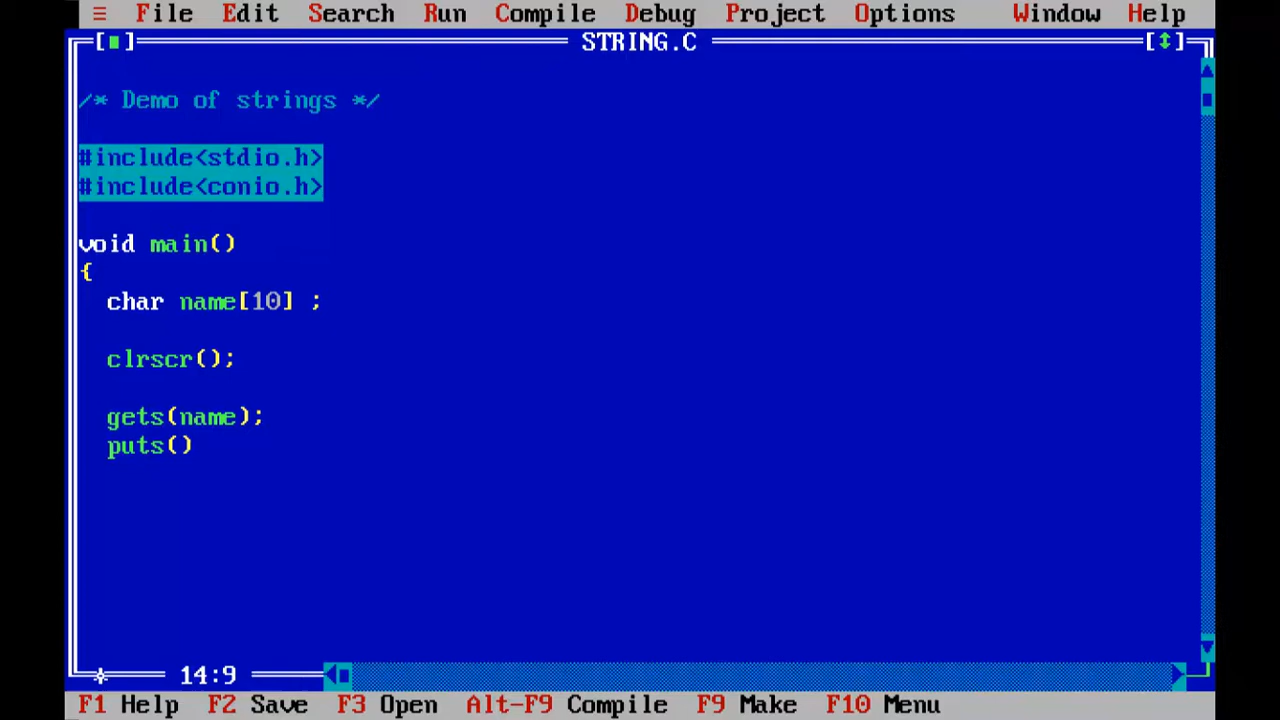 ≡ File Edit Search Run Compile Debug Project Options Window Help
[■] STRING.C [↕]
/* Demo of strings */
#include<stdio.h>
#include<conio.h>
void main()
{
char name[10] ;
clrscr();
gets(name);
puts()
* 14:9
F1 Help F2 Save F3 Open Alt-F9 Compile F9 Make F10 Menu